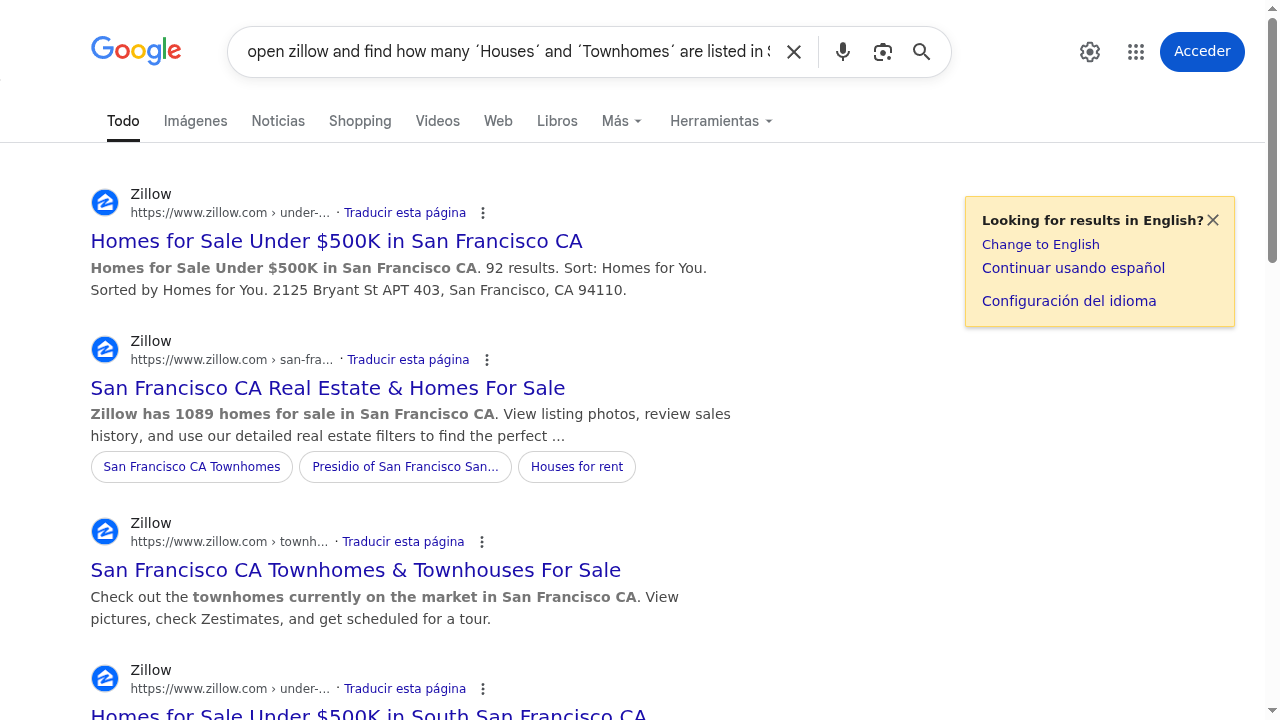 Google
open zillow and find how many ´Houses´ and ´Townhomes´ are listed in
Acceder
Todo
Imágenes
Noticias
Shopping
Videos
Web
Libros
Más
Herramientas
Zillow
https://www.zillow.com › under-... · Traducir esta página
Homes for Sale Under $500K in San Francisco CA
Homes for Sale Under $500K in San Francisco CA. 92 results. Sort: Homes for You.
Sorted by Homes for You. 2125 Bryant St APT 403, San Francisco, CA 94110.
Looking for results in English?
Change to English
Continuar usando español
Configuración del idioma
Zillow
https://www.zillow.com › san-fra... · Traducir esta página
San Francisco CA Real Estate & Homes For Sale
Zillow has 1089 homes for sale in San Francisco CA. View listing photos, review sales
history, and use our detailed real estate filters to find the perfect ...
San Francisco CA Townhomes
Presidio of San Francisco San...
Houses for rent
Zillow
https://www.zillow.com › townh... · Traducir esta página
San Francisco CA Townhomes & Townhouses For Sale
Check out the townhomes currently on the market in San Francisco CA. View
pictures, check Zestimates, and get scheduled for a tour.
Zillow
https://www.zillow.com › under-... · Traducir esta página
Homes for Sale Under $500K in South San Francisco CA